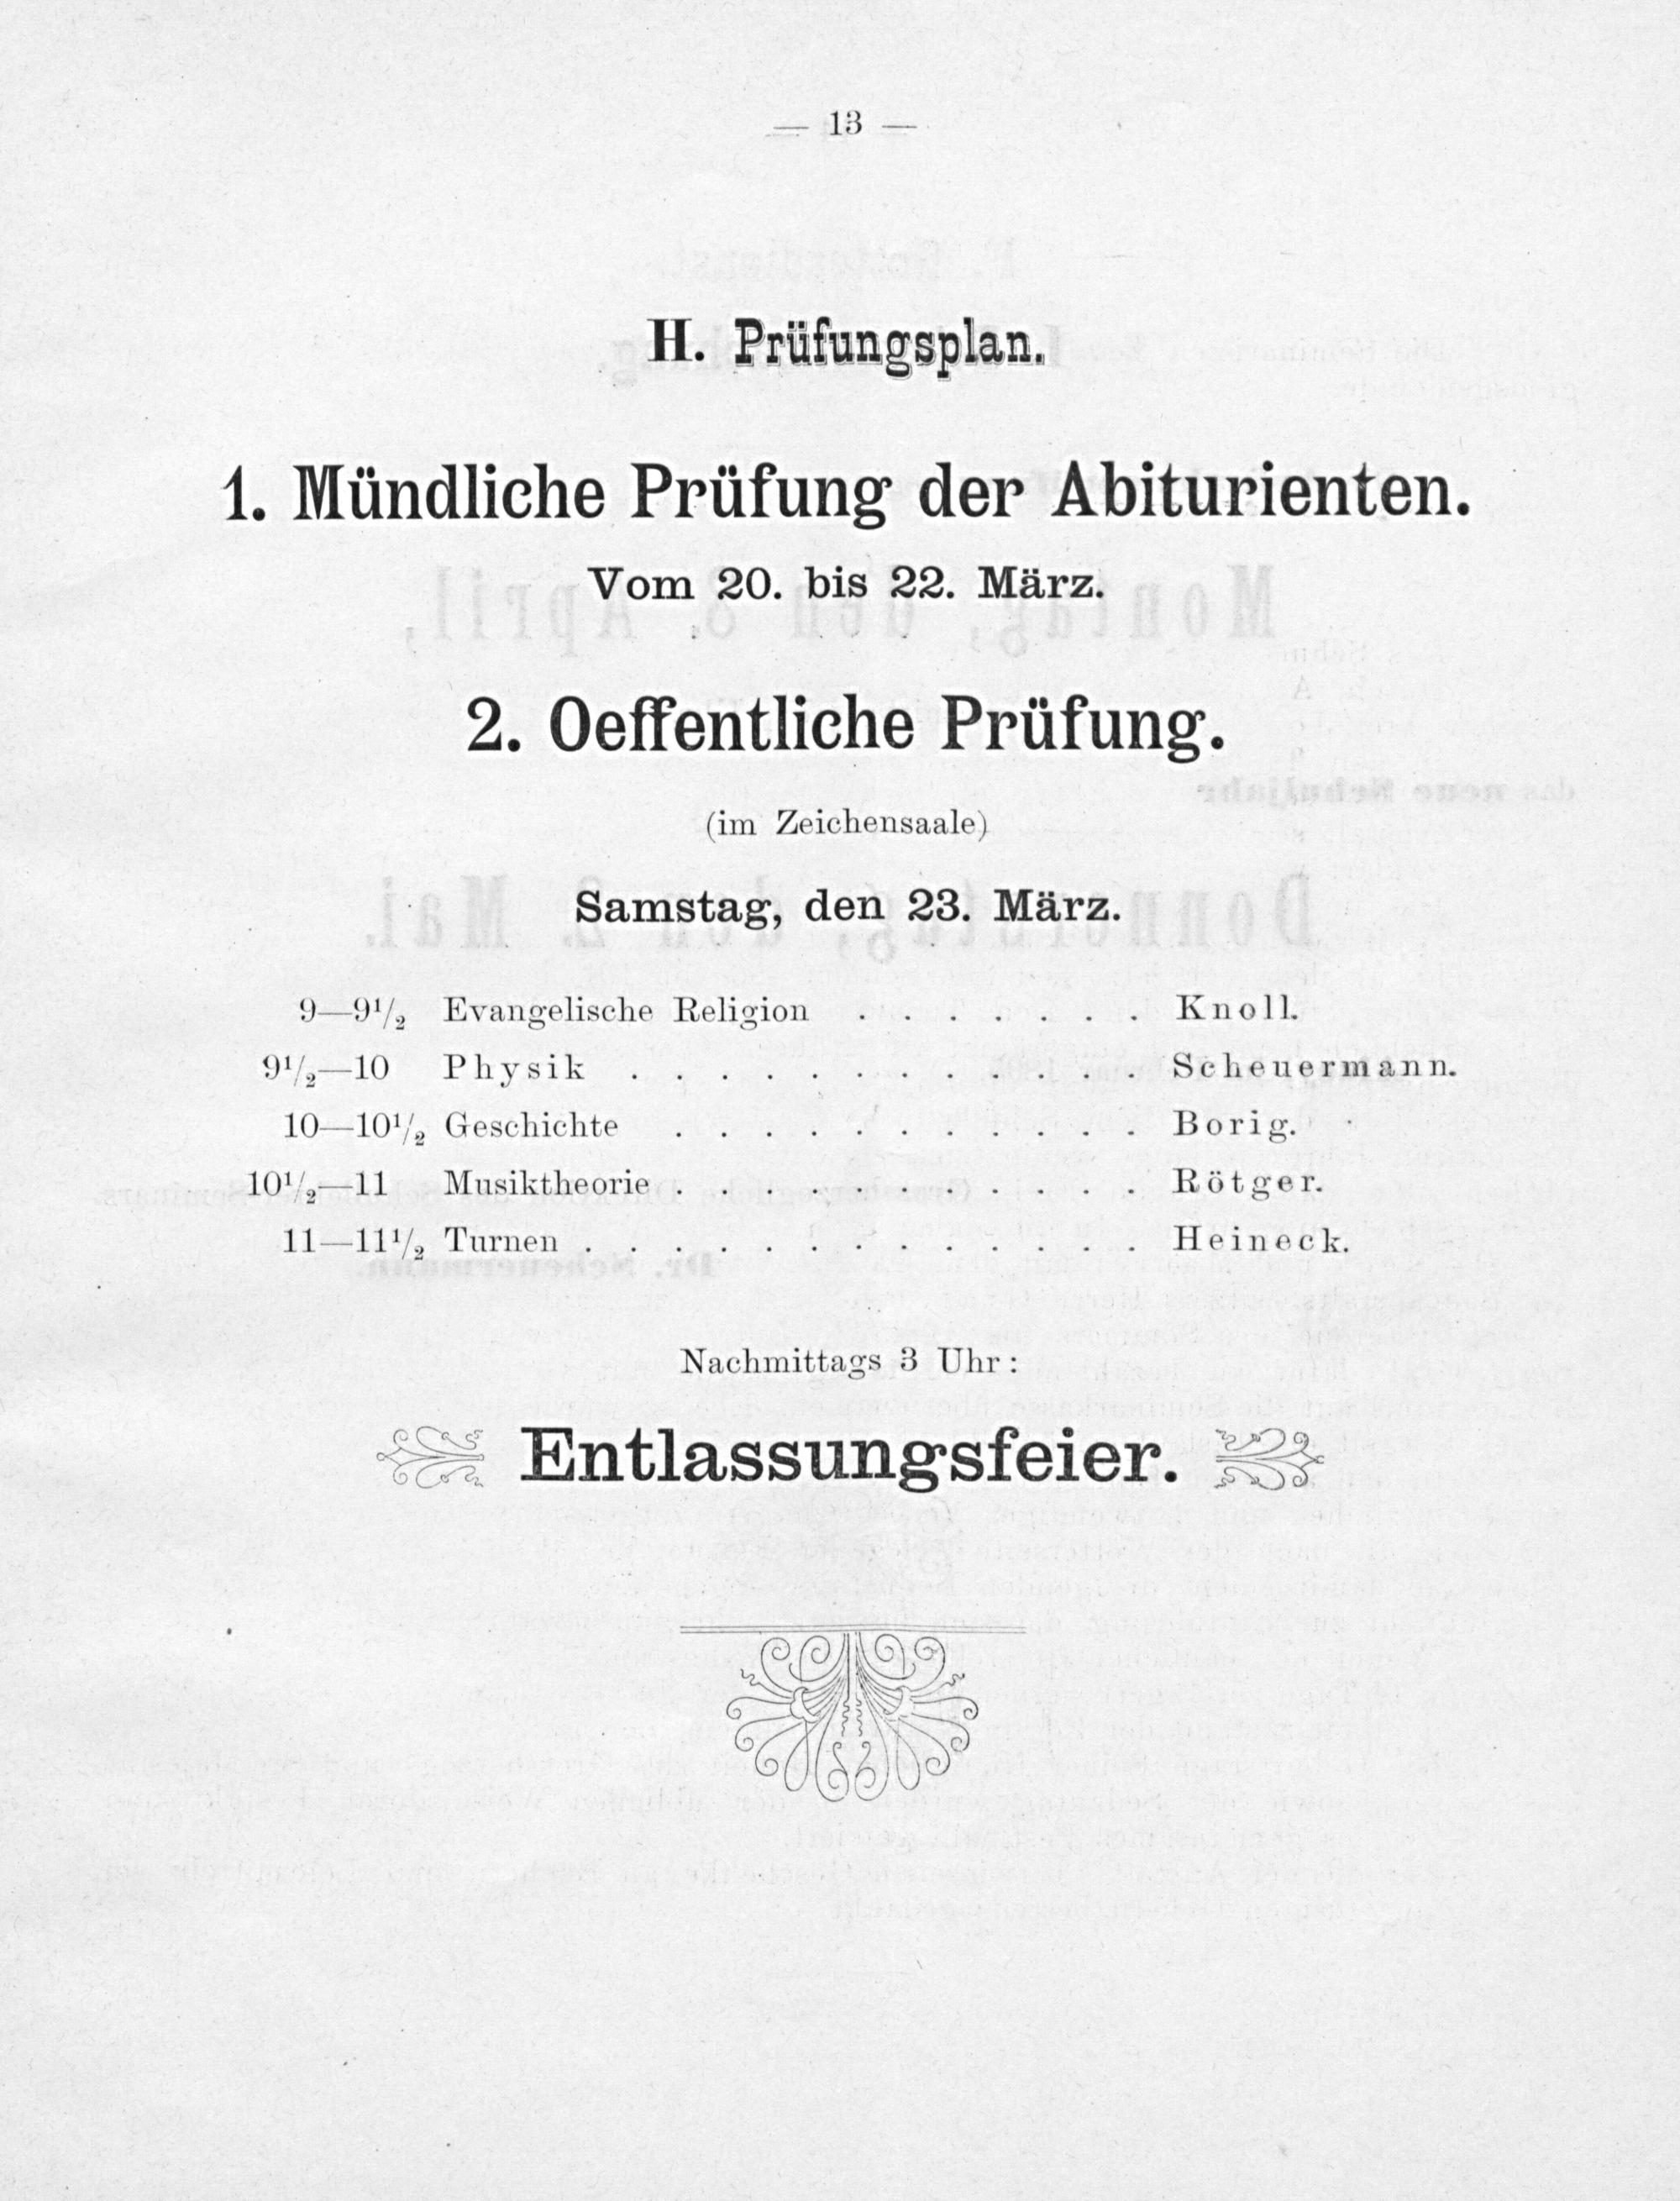 — 13 —
H. Prüfungsplan.
1. Mündliche Prüfung der Abiturienten.
Vom 20. bis 22. März.
2. Oeffentliche Prüfung.
(im Zeichensaale)
Samstag, den 23. März.
9—9½ Evangelische Religion . . . . . . . Knoll.
9½—10 Physik . . . . . . . . . . . . Scheuermann.
10—10½ Geschichte . . . . . . . . . . . Borig.
10½—11 Musiktheorie . . . . . . . . . . . Rötger.
11—11½ Turnen . . . . . . . . . . . . . Heineck.
Nachmittags 3 Uhr:
Entlassungsfeier.